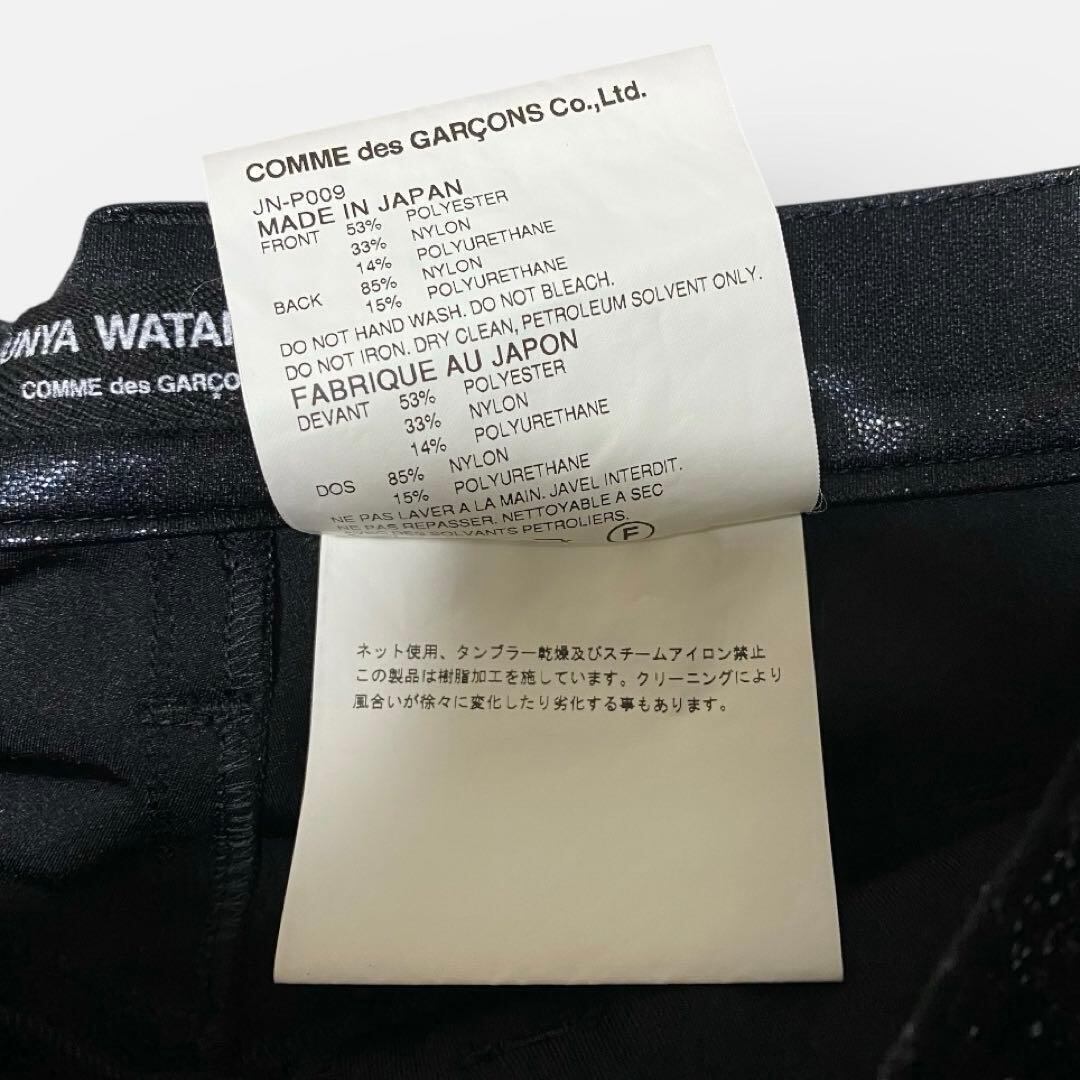 COMME des GARÇONS Co.,Ltd.
JN-P009
MADE IN JAPAN
FRONT 53% POLYESTER
33% NYLON
14% POLYURETHANE
BACK 85% NYLON
15% POLYURETHANE
DO NOT HAND WASH. DO NOT BLEACH.
DO NOT IRON. DRY CLEAN, PETROLEUM SOLVENT ONLY.
FABRIQUE AU JAPON
DEVANT 53% POLYESTER
33% NYLON
14% POLYURETHANE
DOS 85% NYLON
15% POLYURETHANE
NE PAS LAVER A LA MAIN. JAVEL INTERDIT.
NE PAS REPASSER. NETTOYABLE A SEC
AVEC DES SOLVANTS PETROLIERS.
F
UNYA WATA
COMME des GARÇO
ネット使用、タンブラー乾燥及びスチームアイロン禁止
この製品は樹脂加工を施しています。クリーニングにより
風合いが徐々に変化したり劣化する事もあります。